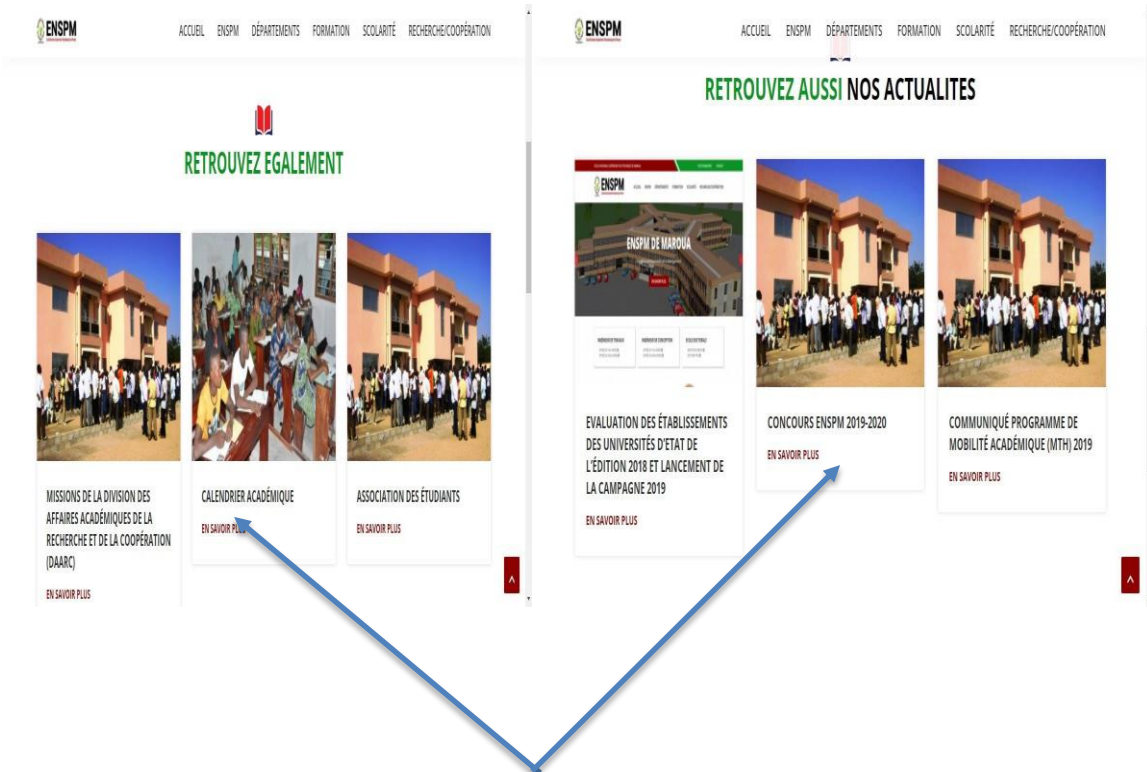 ENSPM
ACCUEIL ENSPM DÉPARTEMENTS FORMATION SCOLARITÉ RECHERCHE/COOPÉRATION
RETROUVEZ EGALEMENT
MISSIONS DE LA DIVISION DES
AFFAIRES ACADÉMIQUES DE LA
RECHERCHE ET DE LA COOPÉRATION
(DAARC)
EN SAVOIR PLUS
CALENDRIER ACADÉMIQUE
EN SAVOIR PLUS
ASSOCIATION DES ÉTUDIANTS
EN SAVOIR PLUS
ENSPM
ACCUEIL ENSPM DÉPARTEMENTS FORMATION SCOLARITÉ RECHERCHE/COOPÉRATION
RETROUVEZ AUSSI NOS ACTUALITES
ENSPM
ENSPM DE MAROUA
EVALUATION DES ÉTABLISSEMENTS
DES UNIVERSITÉS D'ETAT DE
L'ÉDITION 2018 ET LANCEMENT DE
LA CAMPAGNE 2019
EN SAVOIR PLUS
CONCOURS ENSPM 2019-2020
EN SAVOIR PLUS
COMMUNIQUÉ PROGRAMME DE
MOBILITÉ ACADÉMIQUE (MTH) 2019
EN SAVOIR PLUS